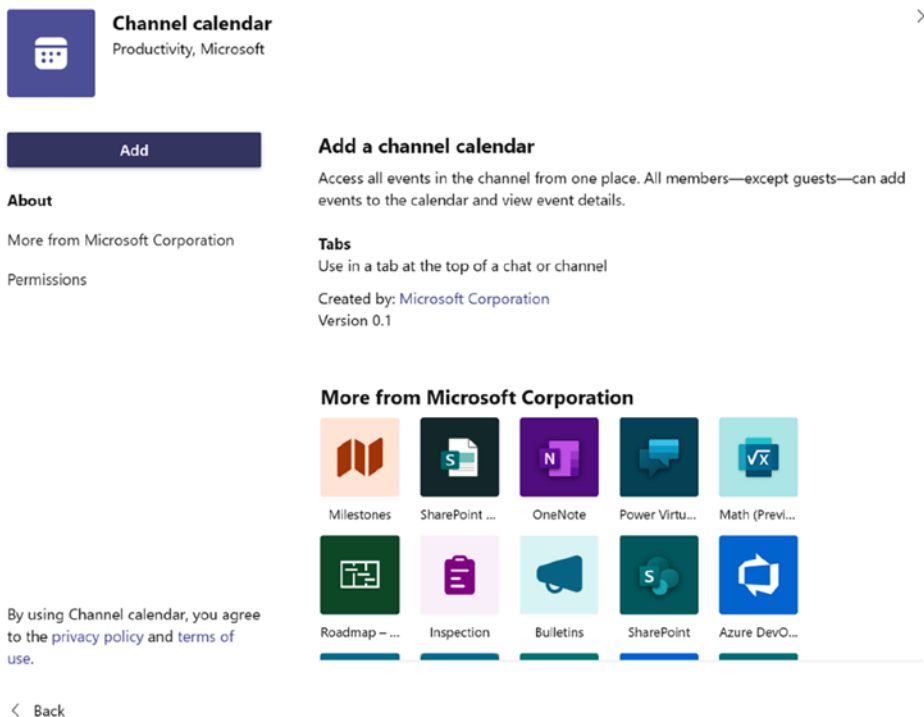 Channel calendar
Productivity, Microsoft
Add
About
More from Microsoft Corporation
Permissions
By using Channel calendar, you agree
to the privacy policy and terms of
use.
Back
Add a channel calendar
Access all events in the channel from one place. All members—except guests—can add
events to the calendar and view event details.
Tabs
Use in a tab at the top of a chat or channel
Created by: Microsoft Corporation
Version 0.1
More from Microsoft Corporation
Milestones
SharePoint ...
OneNote
Power Virtu...
Math (Previ...
Roadmap – ...
Inspection
Bulletins
SharePoint
Azure DevO...